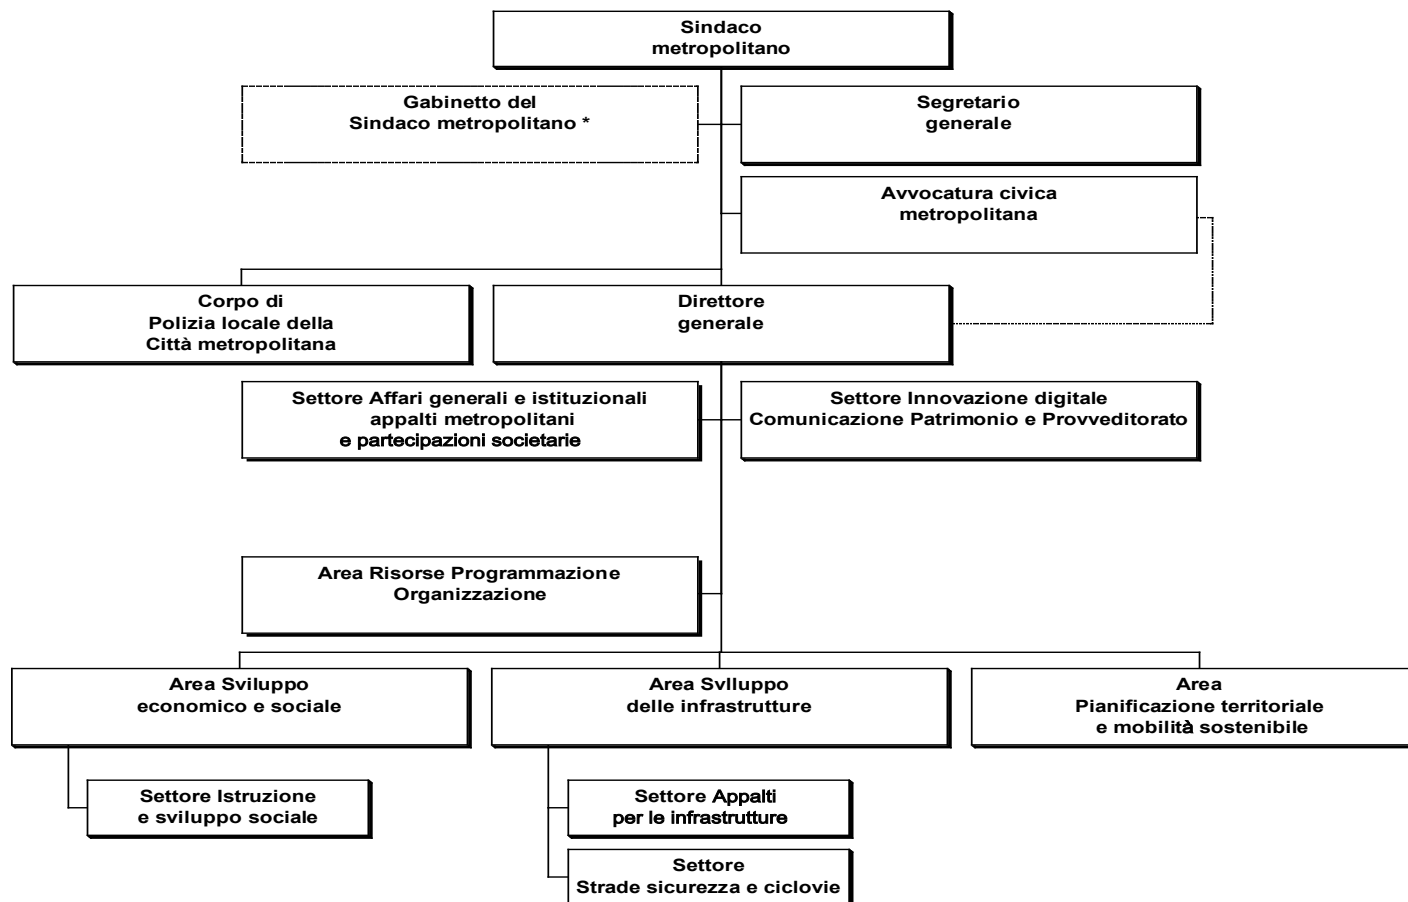 Sindaco
metropolitano
Gabinetto del
Sindaco metropolitano *
Segretario
generale
Avvocatura civica
metropolitana
Corpo di
Polizia locale della
Città metropolitana
Direttore
generale
Settore Affari generali e istituzionali
appalti metropolitani
e partecipazioni societarie
Settore Innovazione digitale
Comunicazione Patrimonio e Provveditorato
Area Risorse Programmazione
Organizzazione
Area Sviluppo
economico e sociale
Area Svlluppo
delle infrastrutture
Area
Pianificazione territoriale
e mobilità sostenibile
Settore Istruzione
e sviluppo sociale
Settore Appalti
per le infrastrutture
Settore
Strade sicurezza e ciclovie